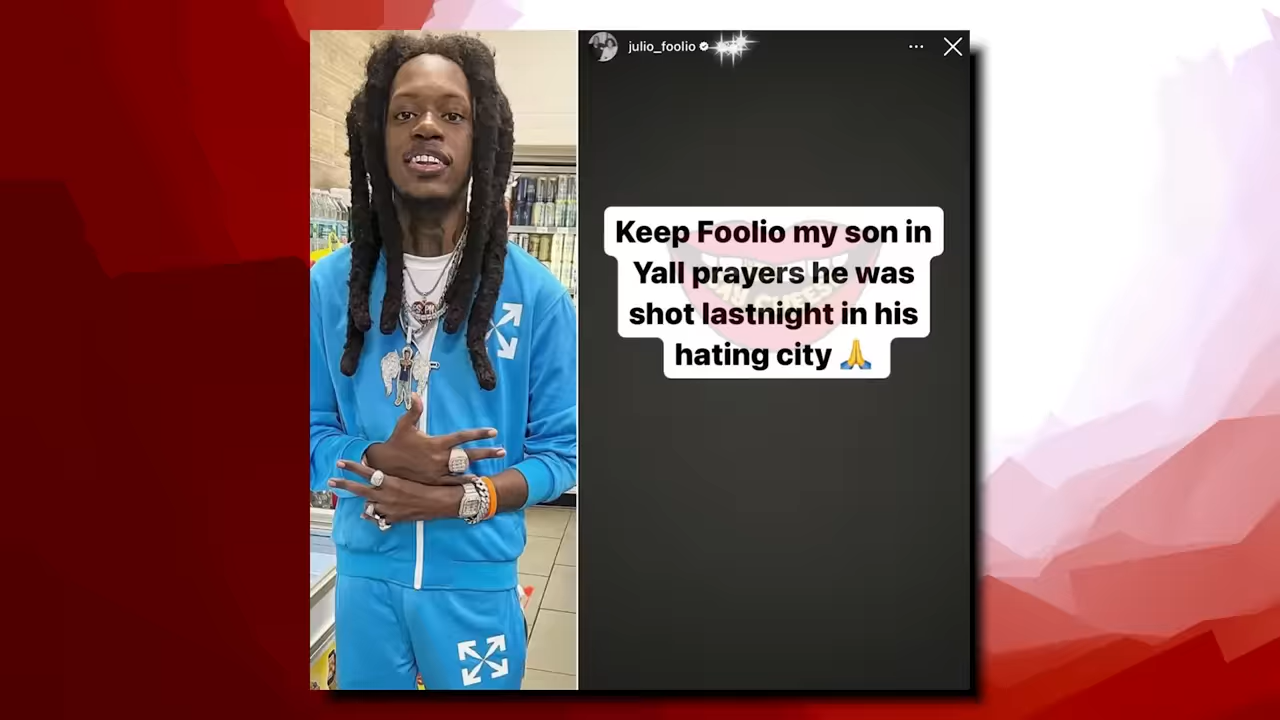 julio_foolio
Keep Foolio my son in
Yall prayers he was
shot lastnight in his
hating city 🙏